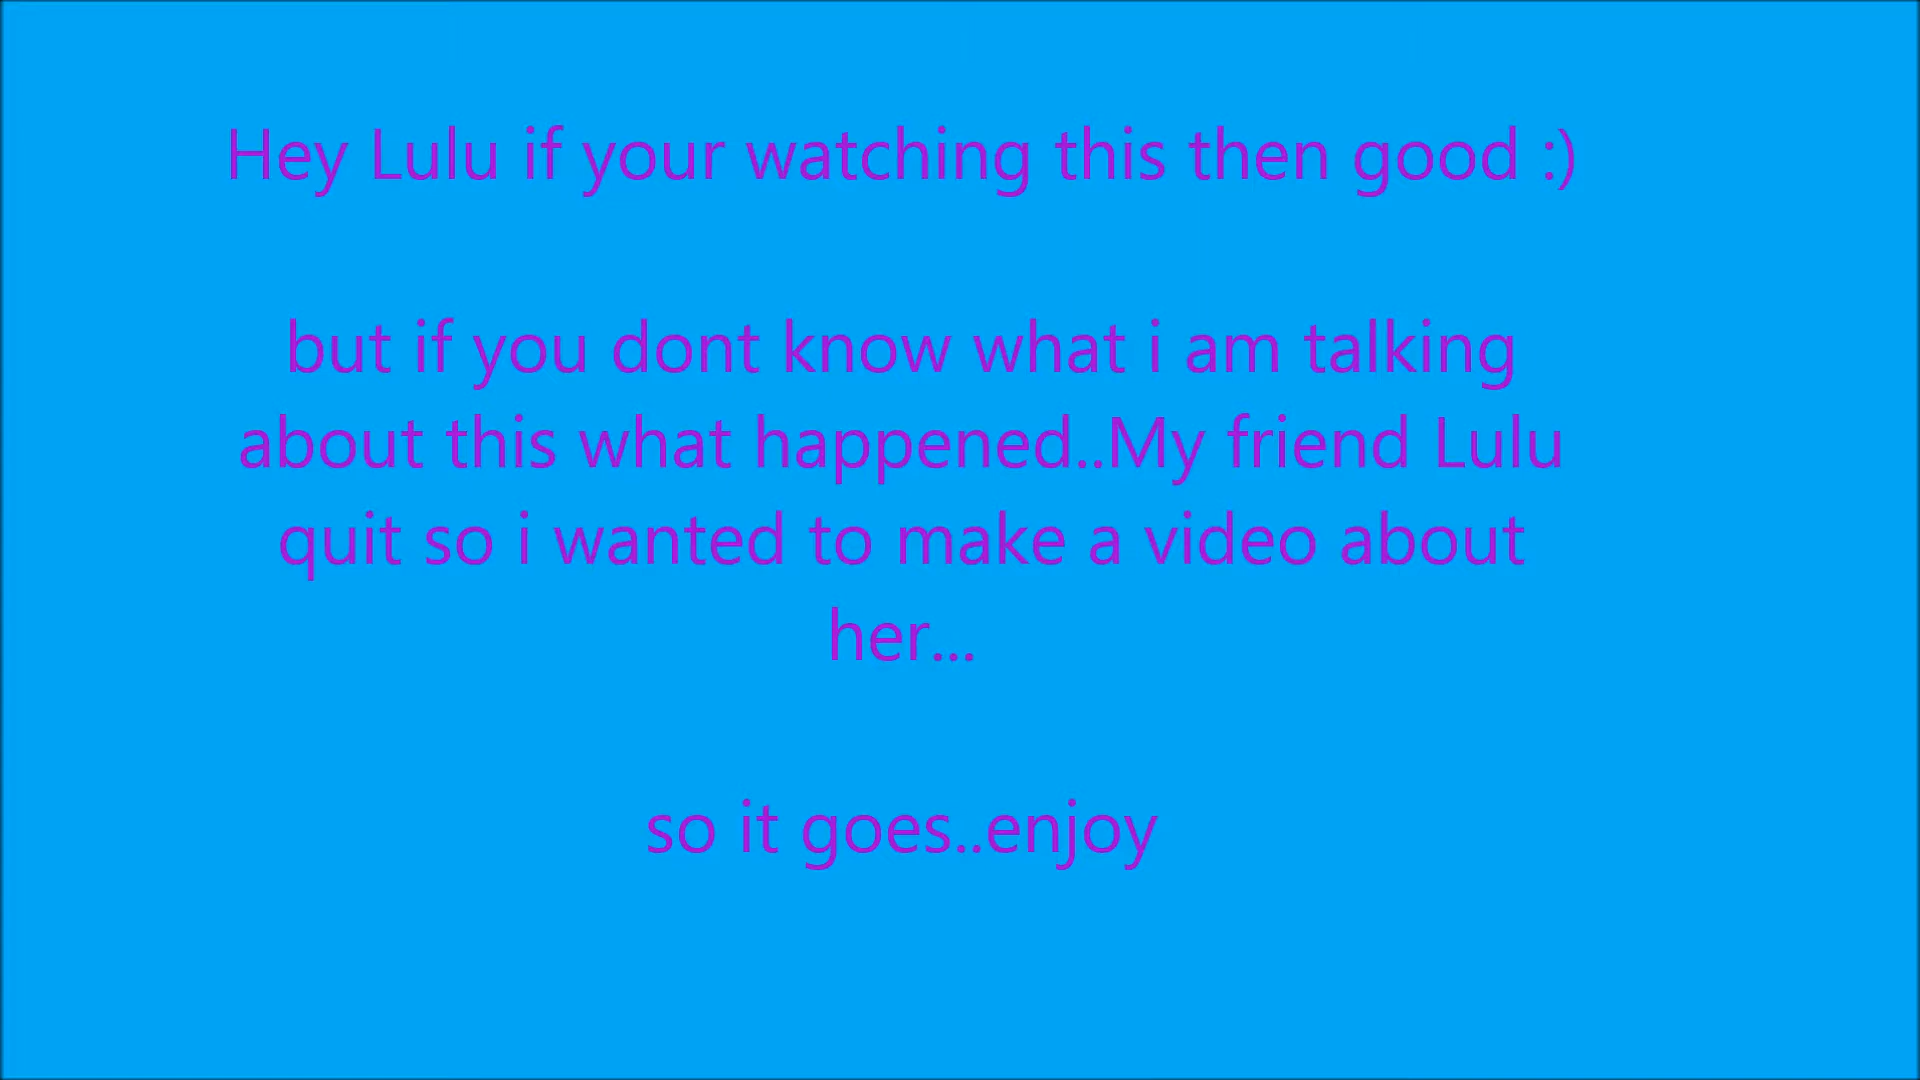 Hey Lulu if your watching this then good :)
but if you dont know what i am talking
about this what happened..My friend Lulu
quit so i wanted to make a video about
her...
so it goes..enjoy